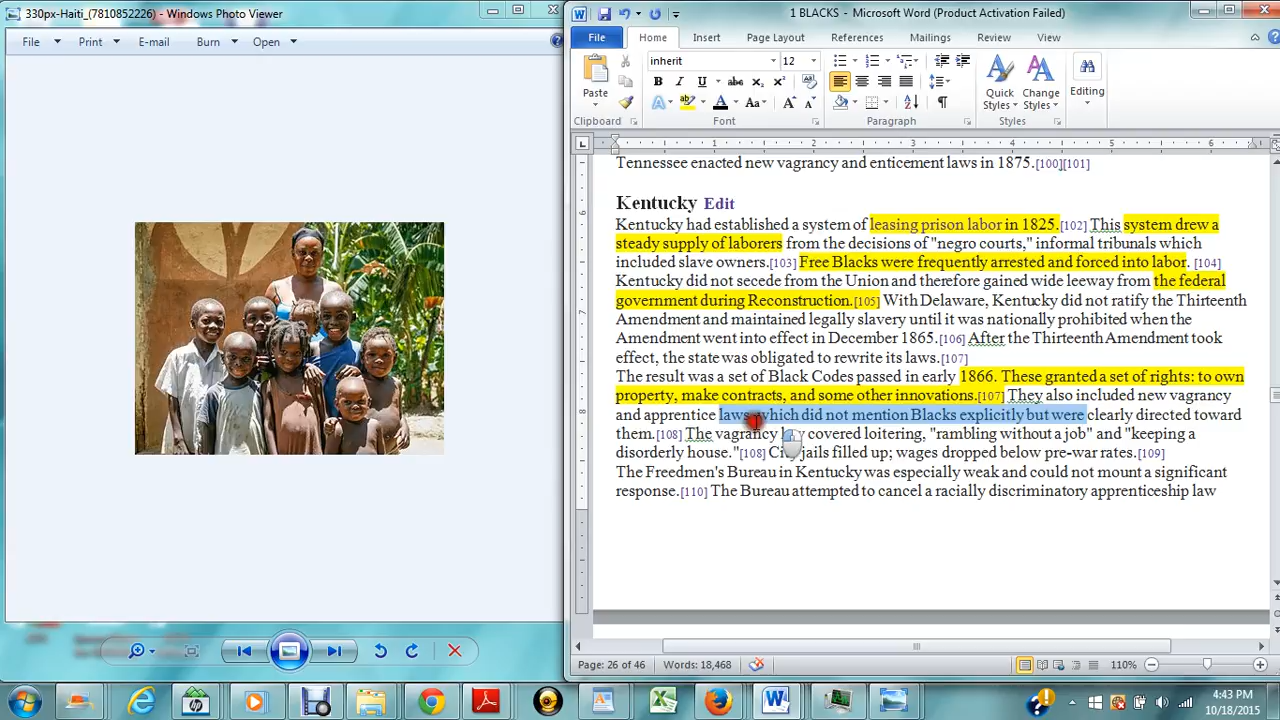 330px-Haiti_(7810852226) - Windows Photo Viewer
File Print E-mail Burn Open
1 BLACKS - Microsoft Word (Product Activation Failed)
File Home Insert Page Layout References Mailings Review View
inherit 12
Paste
Quick Styles
Change Styles
Editing
Clipboard Font Paragraph Styles
1 2 3 4 5 6
Tennessee enacted new vagrancy and enticement laws in 1875.[100][101]
Kentucky Edit
Kentucky had established a system of leasing prison labor in 1825.[102] This system drew a
steady supply of laborers from the decisions of "negro courts," informal tribunals which
included slave owners.[103] Free Blacks were frequently arrested and forced into labor. [104]
Kentucky did not secede from the Union and therefore gained wide leeway from the federal
government during Reconstruction.[105] With Delaware, Kentucky did not ratify the Thirteenth
Amendment and maintained legally slavery until it was nationally prohibited when the
Amendment went into effect in December 1865.[106] After the Thirteenth Amendment took
effect, the state was obligated to rewrite its laws.[107]
The result was a set of Black Codes passed in early 1866. These granted a set of rights: to own
property, make contracts, and some other innovations.[107] They also included new vagrancy
and apprentice laws, which did not mention Blacks explicitly but were clearly directed toward
them.[108] The vagrancy law covered loitering, "rambling without a job" and "keeping a
disorderly house."[108] City jails filled up; wages dropped below pre-war rates.[109]
The Freedmen's Bureau in Kentucky was especially weak and could not mount a significant
response.[110] The Bureau attempted to cancel a racially discriminatory apprenticeship law
Page: 26 of 46 Words: 18,468 110%
4:43 PM
10/18/2015